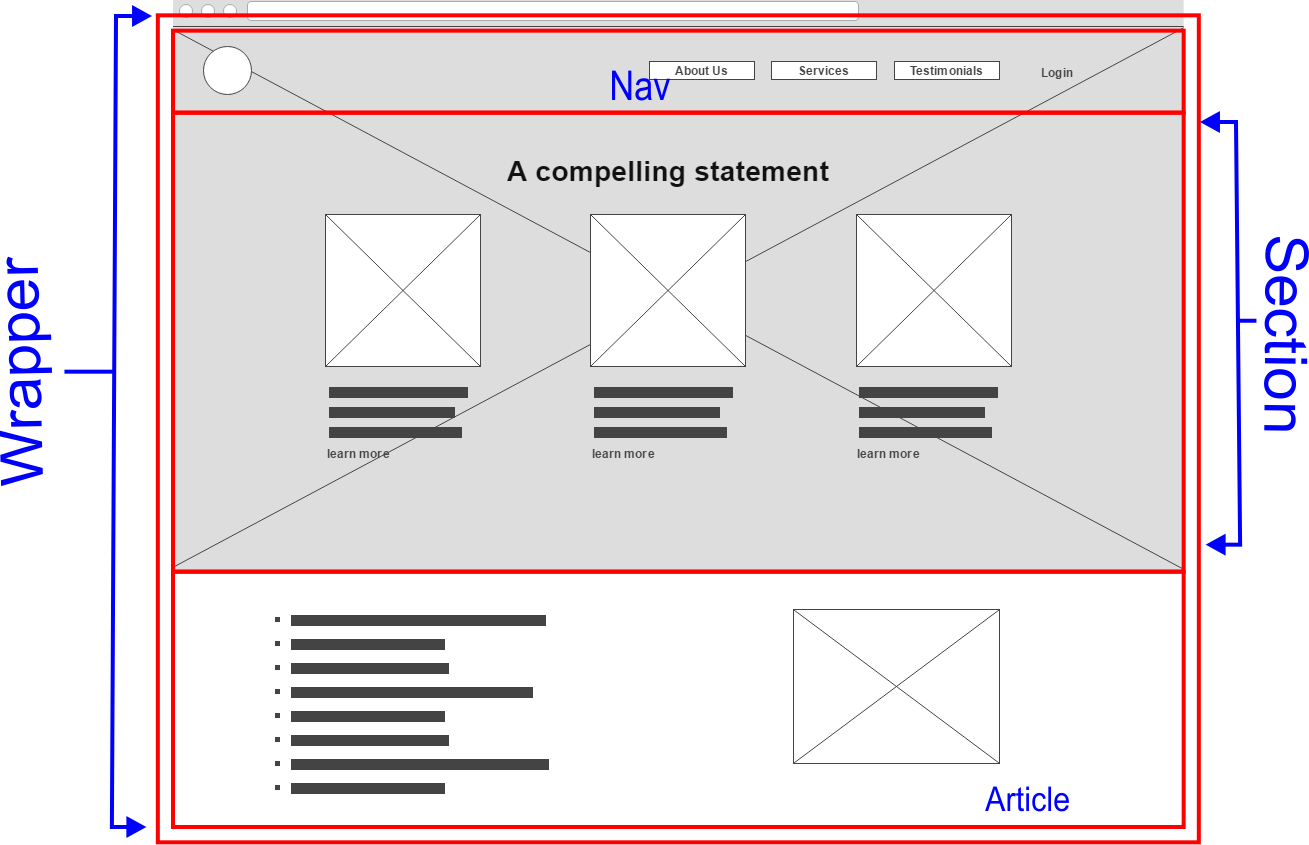 About Us
Services
Testimonials
Login
Nav
A compelling statement
Wrapper
Section
learn more
learn more
learn more
Article